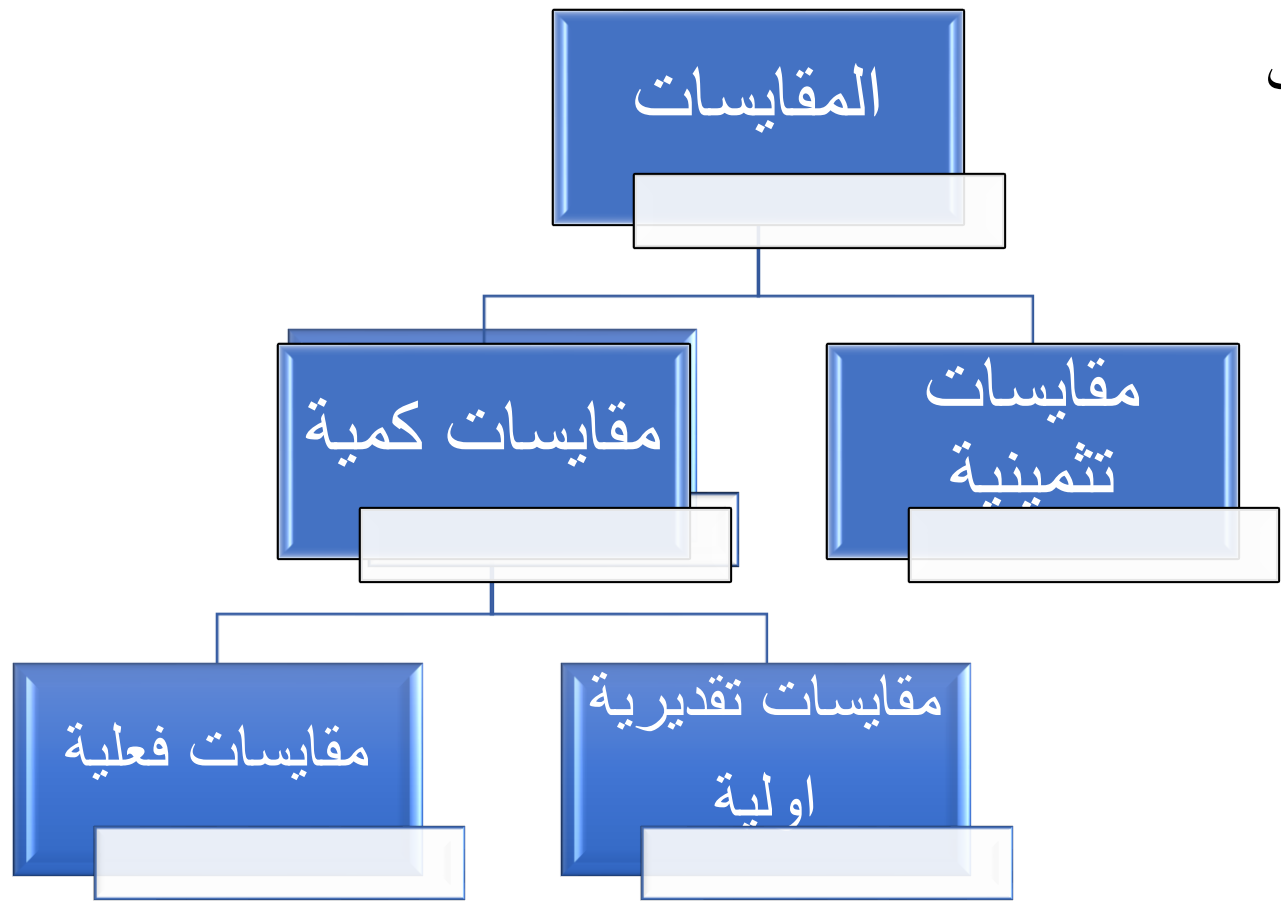 المقايسات
مقايسات
تثمينية
مقايسات كمية
مقايسات تقديرية
اولية
مقايسات فعلية